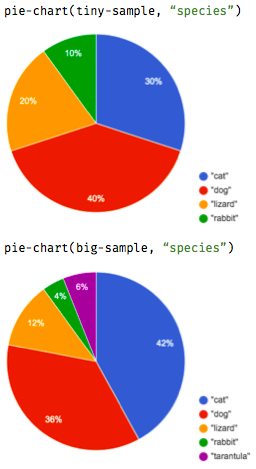 pie-chart(tiny-sample, “species”)
10%
30%
20%
40%
"cat"
"dog"
"lizard"
"rabbit"
pie-chart(big-sample, “species”)
6%
4%
12%
42%
36%
"cat"
"dog"
"lizard"
"rabbit"
"tarantula"